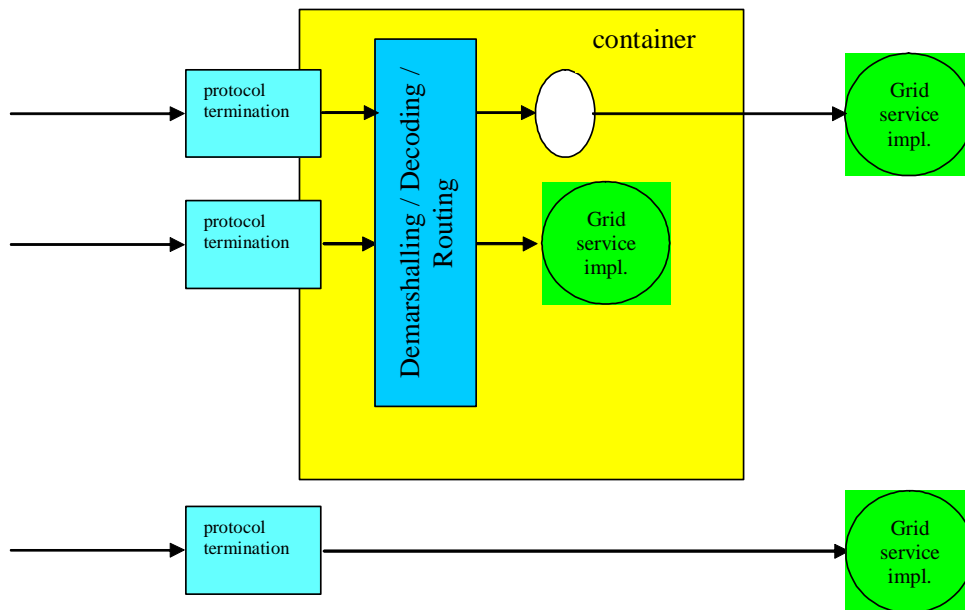 container
protocol
termination
Grid
service
impl.
Demarshalling / Decoding /
Routing
protocol
termination
Grid
service
impl.
protocol
termination
Grid
service
impl.